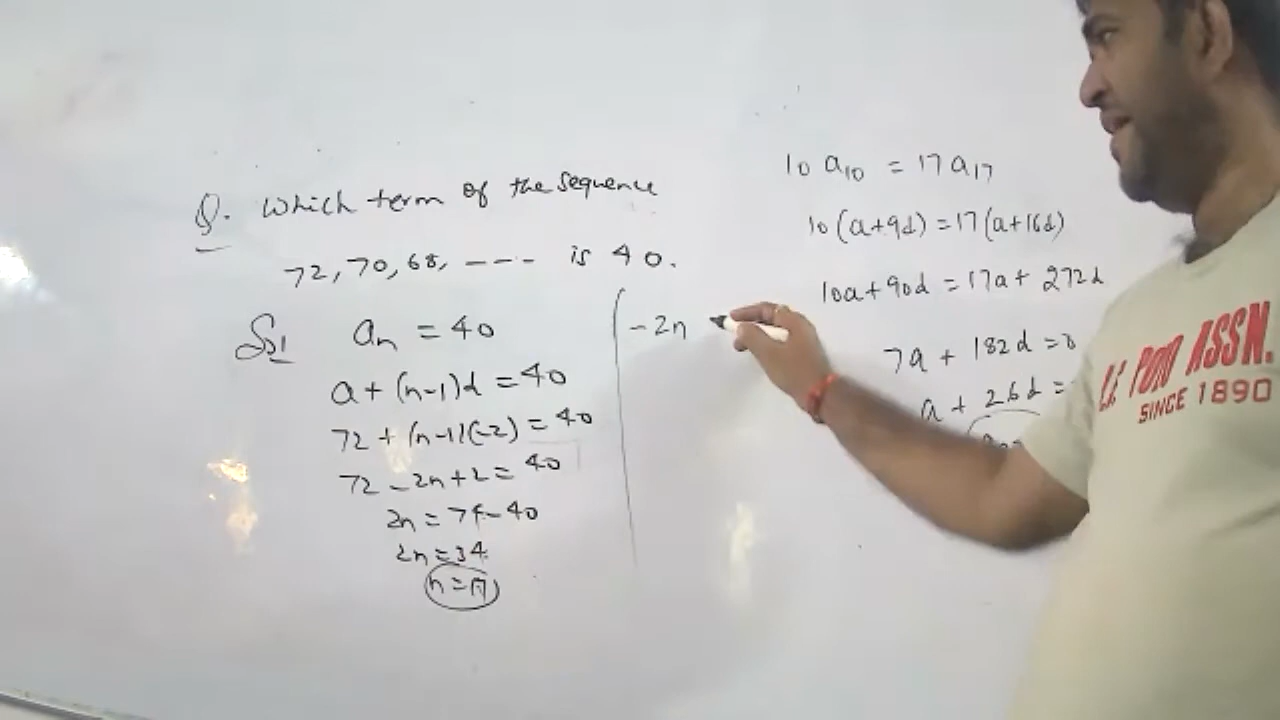 Q. Which term of the sequence
72, 70, 68, ---- is 40.
Sol aₙ = 40
a + (n-1)d = 40
72 + (n-1)(-2) = 40
72 - 2n + 2 = 40
2n = 74 - 40
2n = 34
n = 17
- 2n
10 a₁₀ = 17 a₁₇
10(a+9d) = 17(a+16d)
10a + 90d = 17a + 272d
7a + 182d = 0
a + 26d =
PON ASSN.
SINCE 1890